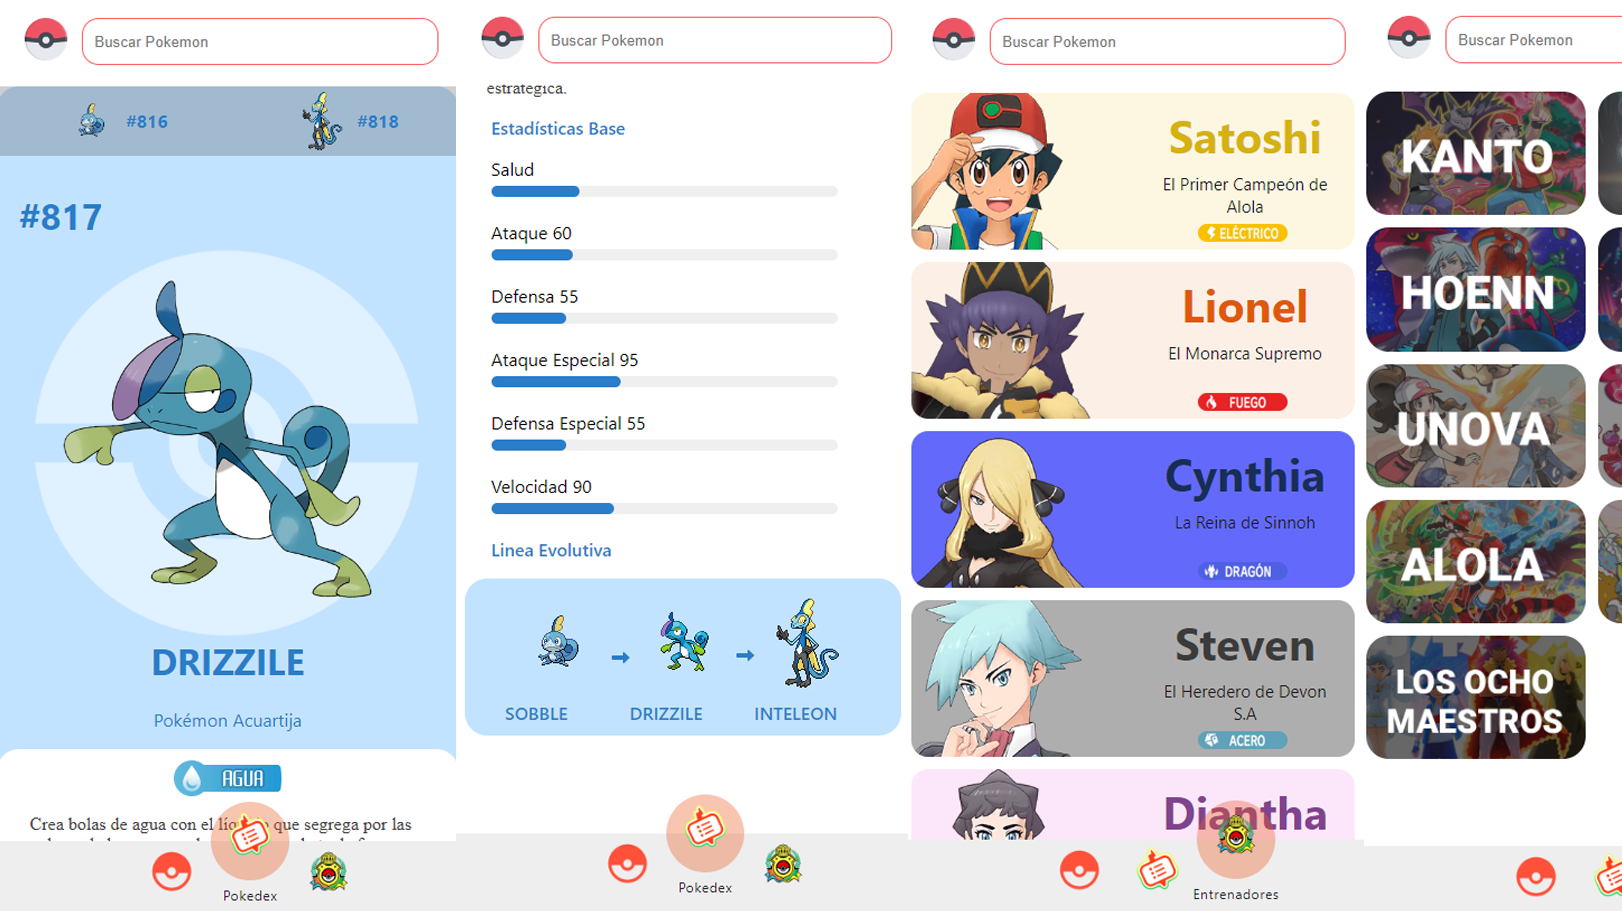 Buscar Pokemon
#816
#818
#817
DRIZZILE
Pokémon Acuartija
AGUA
Crea bolas de agua con el que segrega por las
Pokedex
Buscar Pokemon
estratégica.
Estadísticas Base
Salud
Ataque 60
Defensa 55
Ataque Especial 95
Defensa Especial 55
Velocidad 90
Linea Evolutiva
SOBBLE
DRIZZILE
INTELEON
Pokedex
Buscar Pokemon
Satoshi
El Primer Campeón de
Alola
ELÉCTRICO
Lionel
El Monarca Supremo
FUEGO
Cynthia
La Reina de Sinnoh
DRAGÓN
Steven
El Heredero de Devon
S.A
ACERO
Diantha
Entrenadores
Buscar Pokemon
KANTO
HOENN
UNOVA
ALOLA
LOS OCHO
MAESTROS